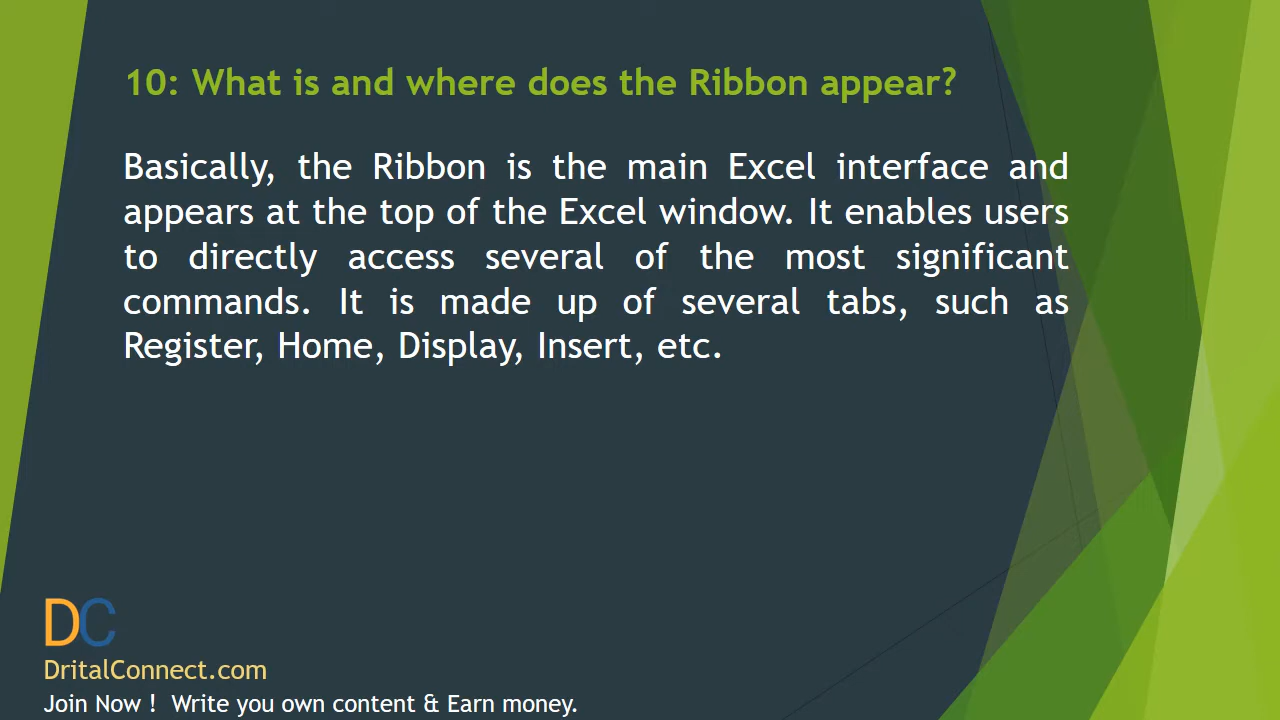 10: What is and where does the Ribbon appear?
Basically, the Ribbon is the main Excel interface and
appears at the top of the Excel window. It enables users
to directly access several of the most significant
commands. It is made up of several tabs, such as
Register, Home, Display, Insert, etc.
DC
DritalConnect.com
Join Now ! Write you own content & Earn money.